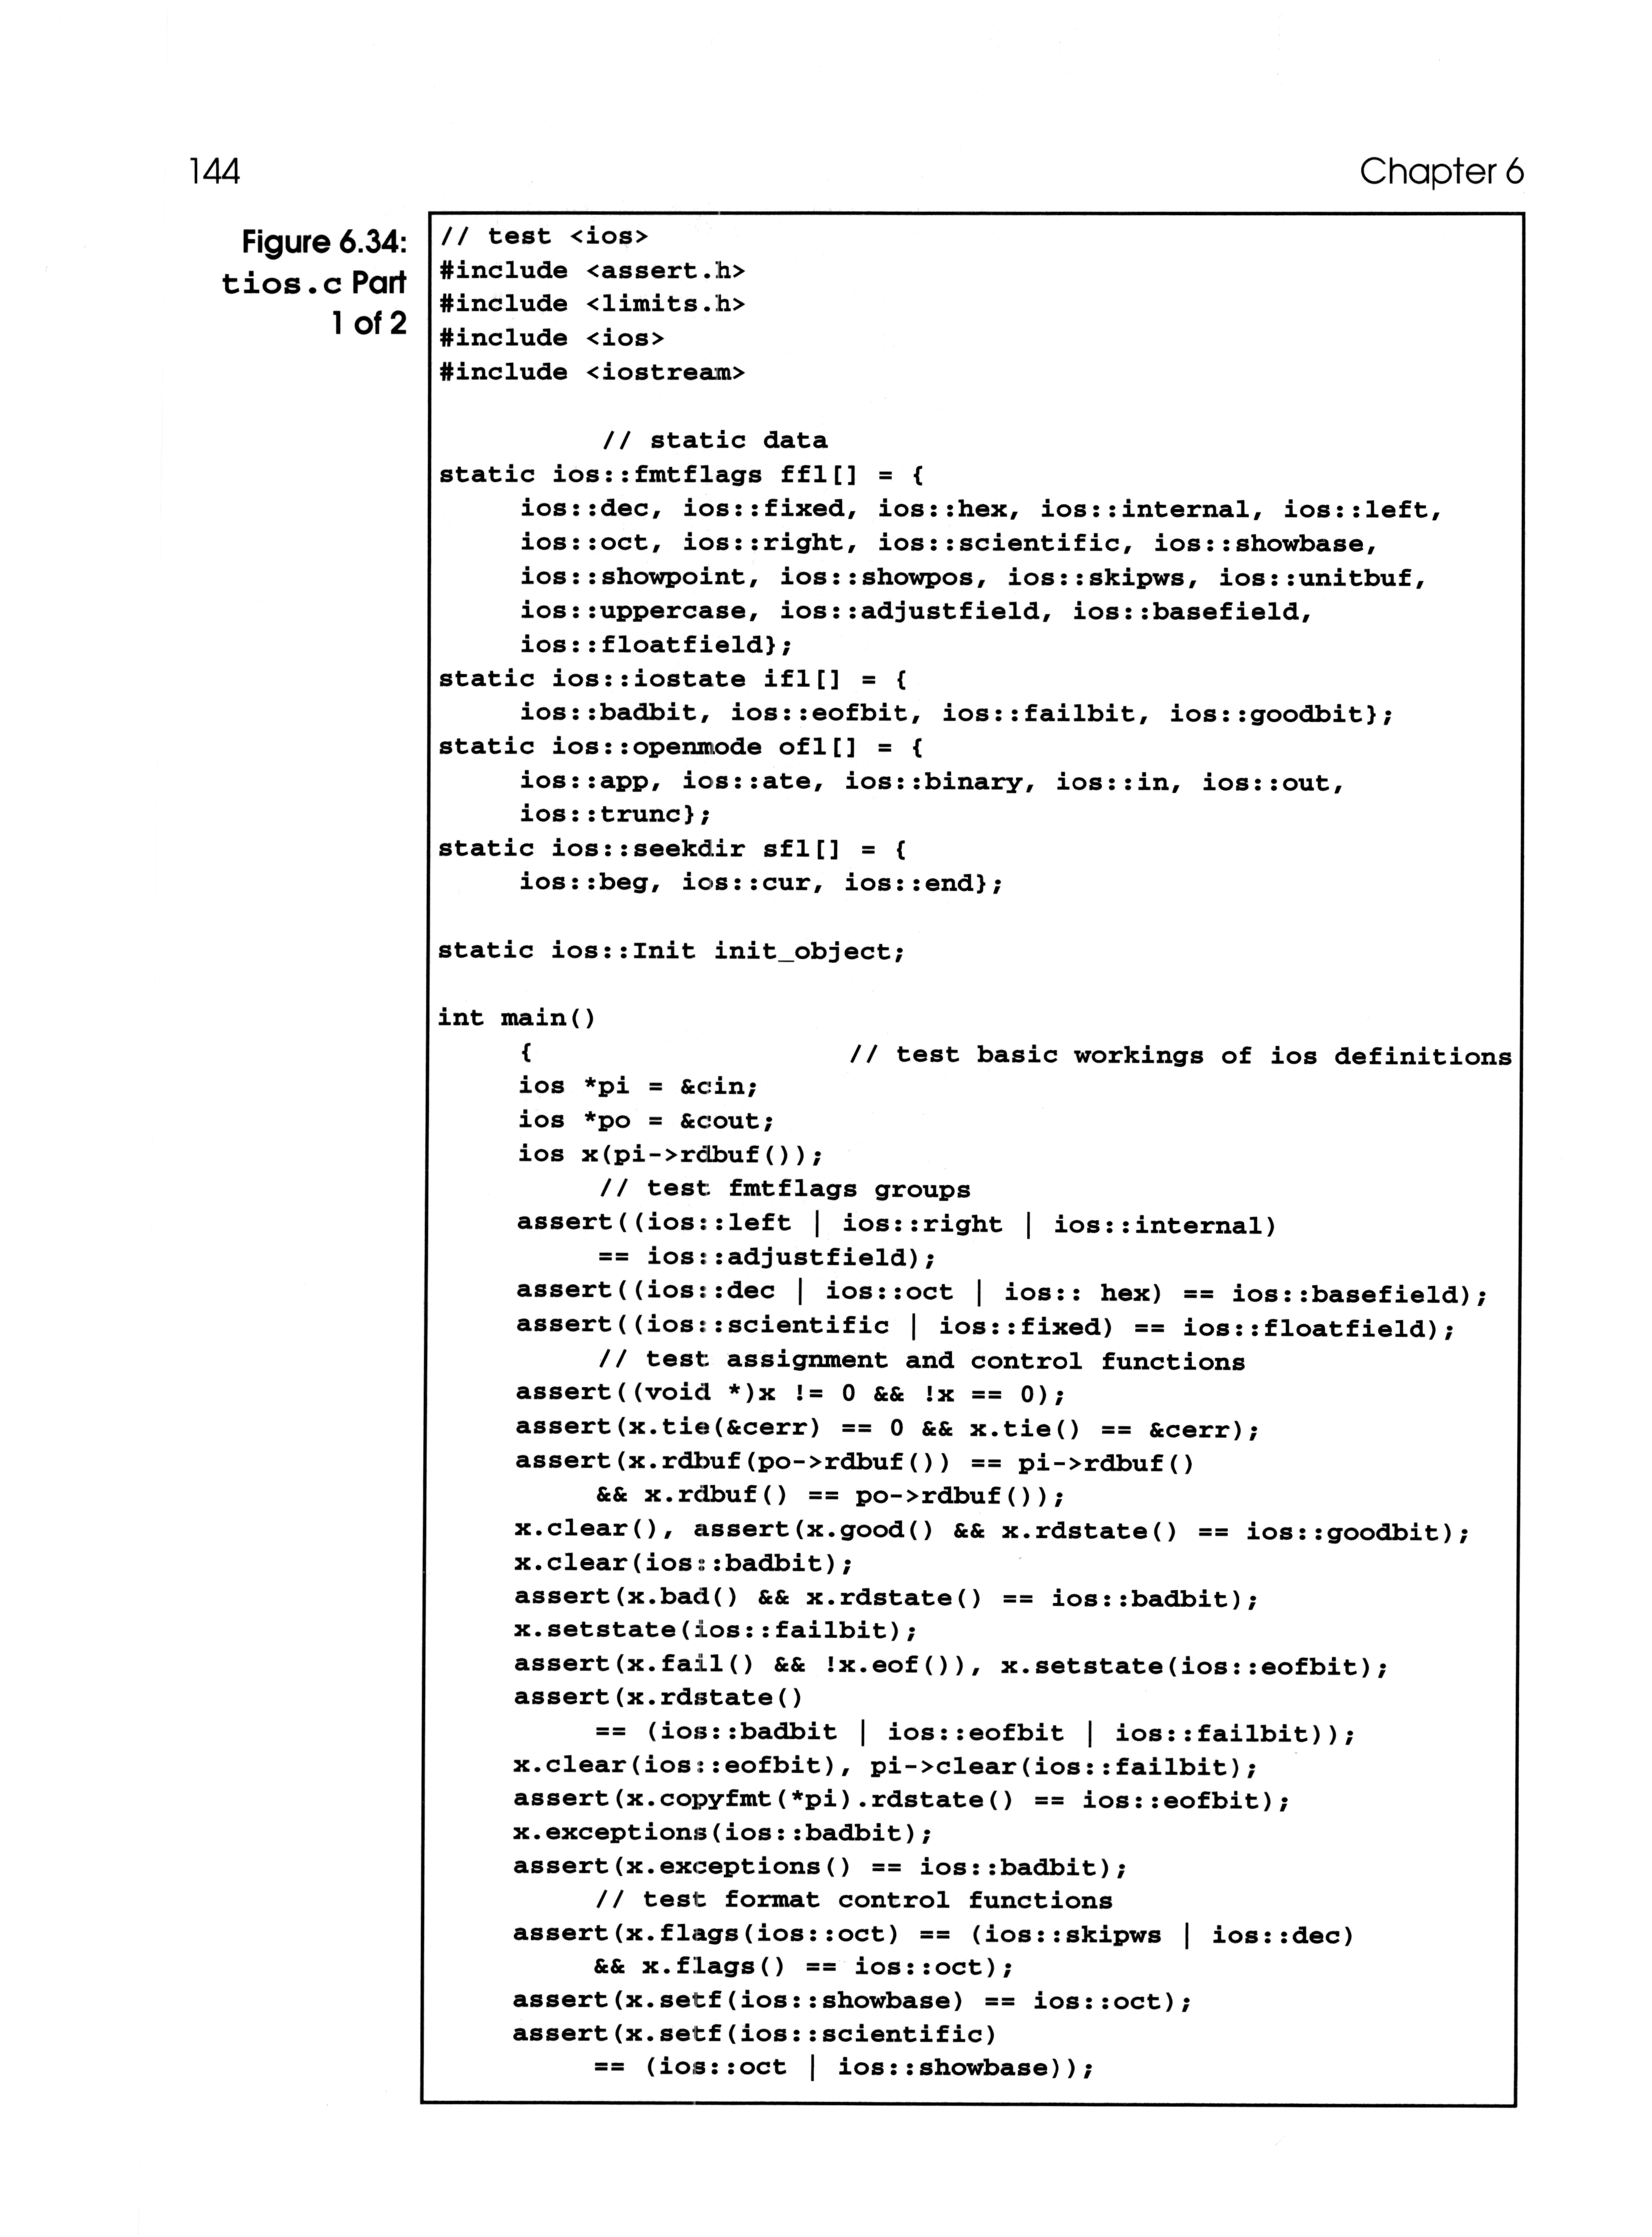 144
Chapter 6
Figure 6.34:
tios.c Part
1 of 2
// test <ios>
#include <assert.h>
#include <limits.h>
#include <ios>
#include <iostream>
// static data
static ios::fmtflags ffl[] = {
ios::dec, ios::fixed, ios::hex, ios::internal, ios::left,
ios::oct, ios::right, ios::scientific, ios::showbase,
ios::showpoint, ios::showpos, ios::skipws, ios::unitbuf,
ios::uppercase, ios::adjustfield, ios::basefield,
ios::floatfield};
static ios::iostate ifl[] = {
ios::badbit, ios::eofbit, ios::failbit, ios::goodbit};
static ios::openmode ofl[] = {
ios::app, ios::ate, ios::binary, ios::in, ios::out,
ios::trunc};
static ios::seekdir sfl[] = {
ios::beg, ios::cur, ios::end};
static ios::Init init_object;
int main()
{ // test basic workings of ios definitions
ios *pi = &cin;
ios *po = &cout;
ios x(pi->rdbuf());
// test fmtflags groups
assert((ios::left | ios::right | ios::internal)
== ios::adjustfield);
assert((ios::dec | ios::oct | ios:: hex) == ios::basefield);
assert((ios::scientific | ios::fixed) == ios::floatfield);
// test assignment and control functions
assert((void *)x != 0 && !x == 0);
assert(x.tie(&cerr) == 0 && x.tie() == &cerr);
assert(x.rdbuf(po->rdbuf()) == pi->rdbuf()
&& x.rdbuf() == po->rdbuf());
x.clear(), assert(x.good() && x.rdstate() == ios::goodbit);
x.clear(ios::badbit);
assert(x.bad() && x.rdstate() == ios::badbit);
x.setstate(ios::failbit);
assert(x.fail() && !x.eof()), x.setstate(ios::eofbit);
assert(x.rdstate()
== (ios::badbit | ios::eofbit | ios::failbit));
x.clear(ios::eofbit), pi->clear(ios::failbit);
assert(x.copyfmt(*pi).rdstate() == ios::eofbit);
x.exceptions(ios::badbit);
assert(x.exceptions() == ios::badbit);
// test format control functions
assert(x.flags(ios::oct) == (ios::skipws | ios::dec)
&& x.flags() == ios::oct);
assert(x.setf(ios::showbase) == ios::oct);
assert(x.setf(ios::scientific)
== (ios::oct | ios::showbase));